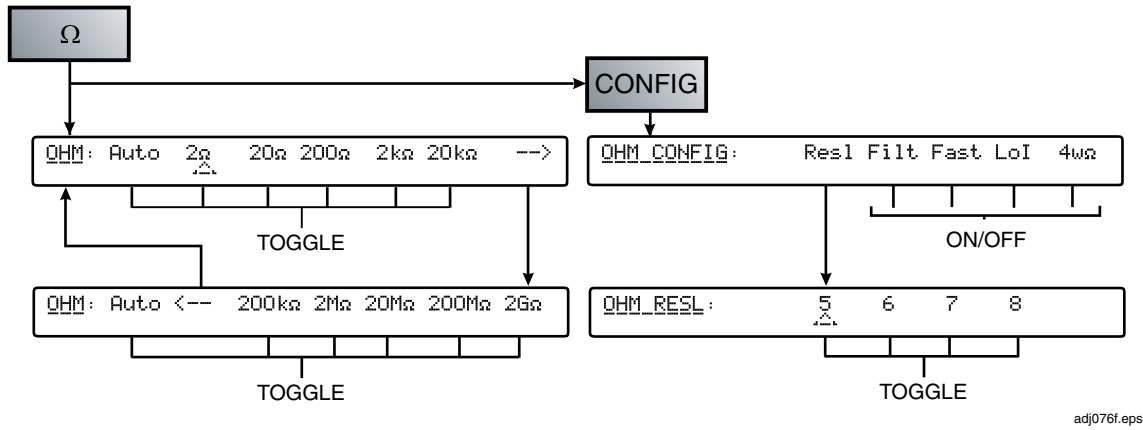 Ω
CONFIG
OHM: Auto 2Ω 20Ω 200Ω 2kΩ 20kΩ -->
OHM_CONFIG: Resl Filt Fast LoI 4wΩ
TOGGLE
ON/OFF
OHM: Auto <-- 200kΩ 2MΩ 20MΩ 200MΩ 2GΩ
OHM_RESL: 5 6 7 8
TOGGLE
TOGGLE
adj076f.eps